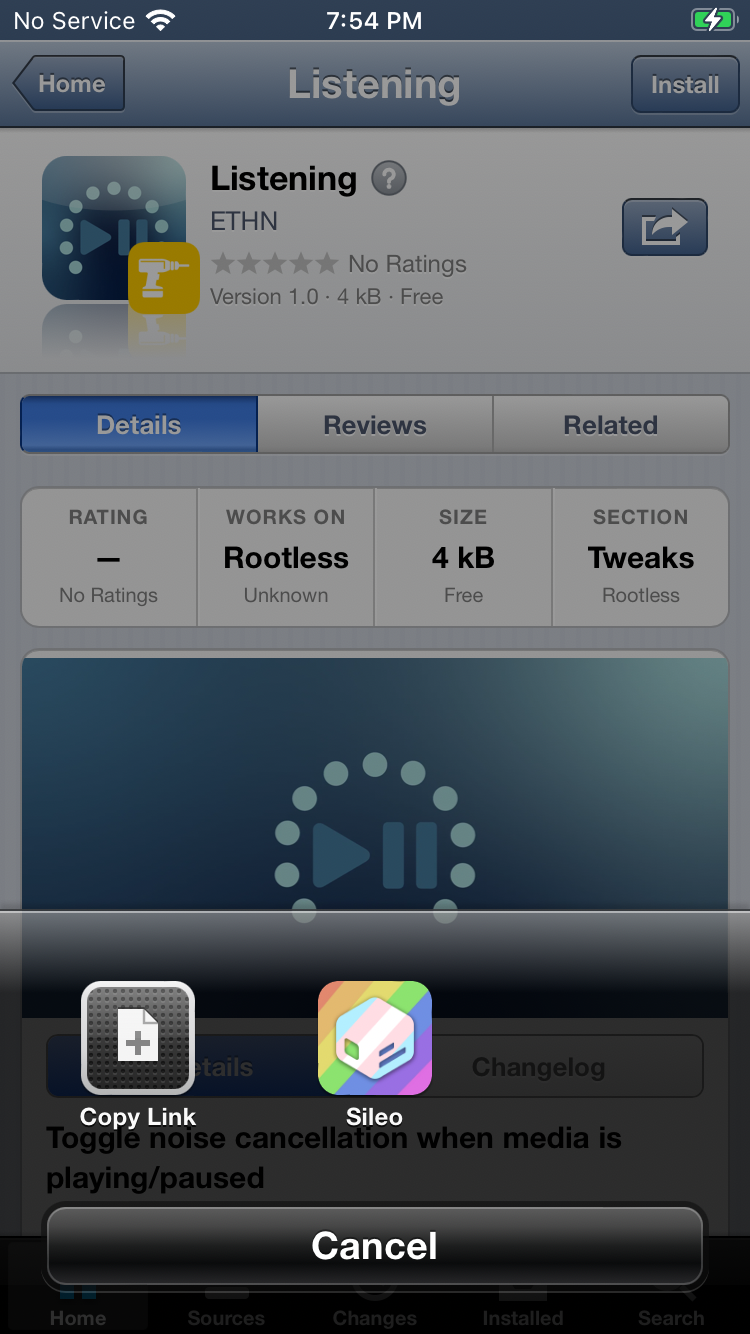 No Service
7:54 PM
Home
Listening
Install
Listening ?
ETHN
No Ratings
Version 1.0 · 4 kB · Free
Details
Reviews
Related
RATING
—
No Ratings
WORKS ON
Rootless
Unknown
SIZE
4 kB
Free
SECTION
Tweaks
Rootless
etails
Changelog
Copy Link
Sileo
Toggle noise cancellation when media is
playing/paused
Cancel
Home
Sources
Changes
Installed
Search